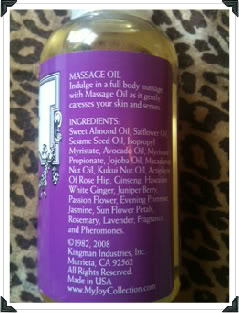 MASSAGE OIL
Indulge in a full body massage
with Massage Oil as it gently
caresses your skin and senses.
INGREDIENTS:
Sweet Almond Oil, Safflower Oil,
Sesame Seed Oil, Isopropyl
Myristate, Avocado Oil, Myristyl
Propionate, Jojoba Oil, Macadamia
Nut Oil, Kukui Nut Oil,
Of Rose Hip, Ginseng, Hawaiian
White Ginger, Juniper Berry,
Passion Flower, Evening Primrose,
Jasmine, Sun Flower Petals,
Rosemary, Lavender, Fragrance
and Pheromones.
©1982, 2008
Kingman Industries, Inc.
Murrieta, CA 92562
All Rights Reserved.
Made in USA
www.MyJoyCollection.com